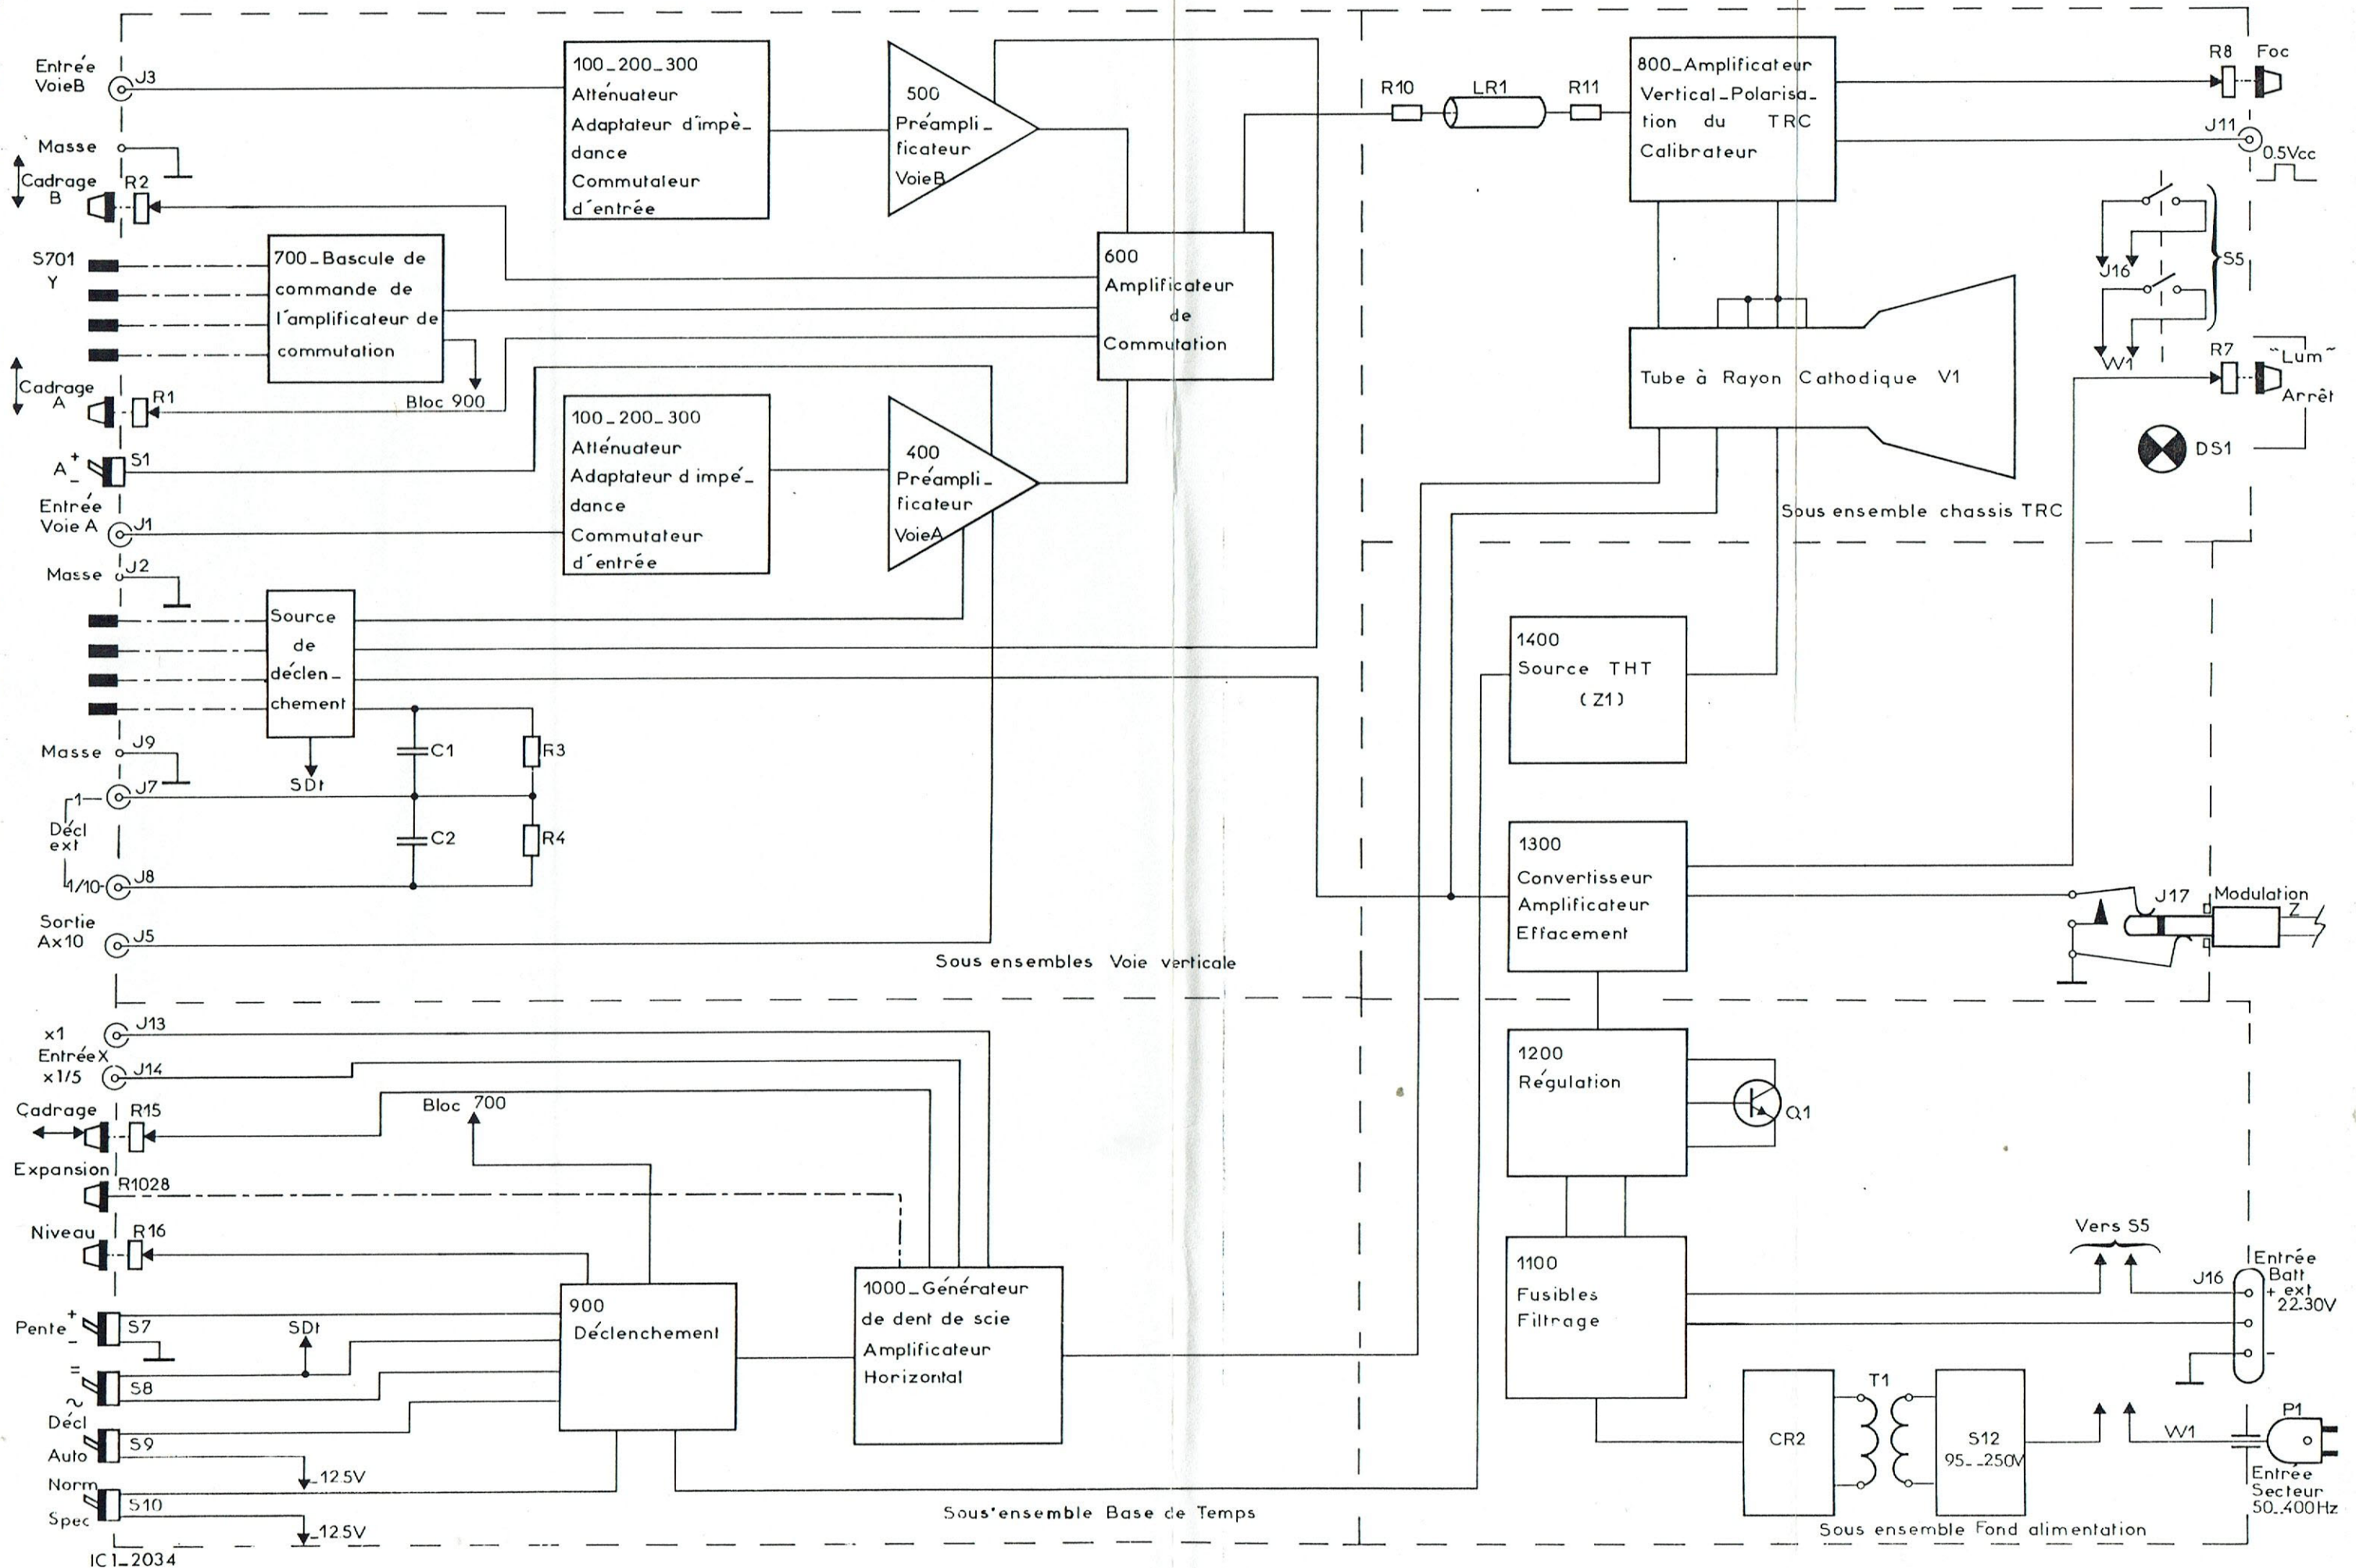 Entrée
VoieB
J3
Masse
Cadrage
B
R2
S701
Y
Cadrage
A
R1
A
+
-
S1
Entrée
Voie A
J1
Masse
J2
100_200_300
Atténuateur
Adaptateur d'impè_
dance
Commutateur
d'entrée
500
Préampli_
ficateur
VoieB
700_Bascule de
commande de
l'amplificateur de
commutation
Bloc 900
600
Amplificateur
de
Commutation
100_200_300
Atténuateur
Adaptateur d impé_
dance
Commutateur
d'entrée
400
Préampli_
ficateur
VoieA
Source
de
déclen_
chement
SDt
C1
R3
C2
R4
Masse
J9
1
J7
Décl
ext
1/10
J8
Sortie
Ax10
J5
Sous ensembles Voie verticale
R10
LR1
R11
800_Amplificateur
Vertical_Polarisa_
tion du TRC
Calibrateur
R8
Foc
J11
0.5Vcc
J16
S5
W1
R7
~Lum~
Arrêt
DS1
Tube à Rayon Cathodique V1
Sous ensemble chassis TRC
1400
Source THT
(Z1)
1300
Convertisseur
Amplificateur
Effacement
J17
Modulation
Z
x1
J13
Entrée X
x1/5
J14
Cadrage
R15
Bloc 700
Expansion
R1028
Niveau
R16
Pente
+
-
S7
SDt
=
~
S8
Décl
Auto
S9
_12.5V
Norm
Spec
S10
_12.5V
900
Déclenchement
1000_Générateur
de dent de scie
Amplificateur
Horizontal
Sous'ensemble Base de Temps
1200
Régulation
Q1
1100
Fusibles
Filtrage
Vers S5
J16
Entrée
Batt
+ ext
22.30V
-
CR2
T1
S12
95_ _250V
W1
P1
Entrée
Secteur
50_.400Hz
Sous ensemble Fond alimentation
IC1_2034